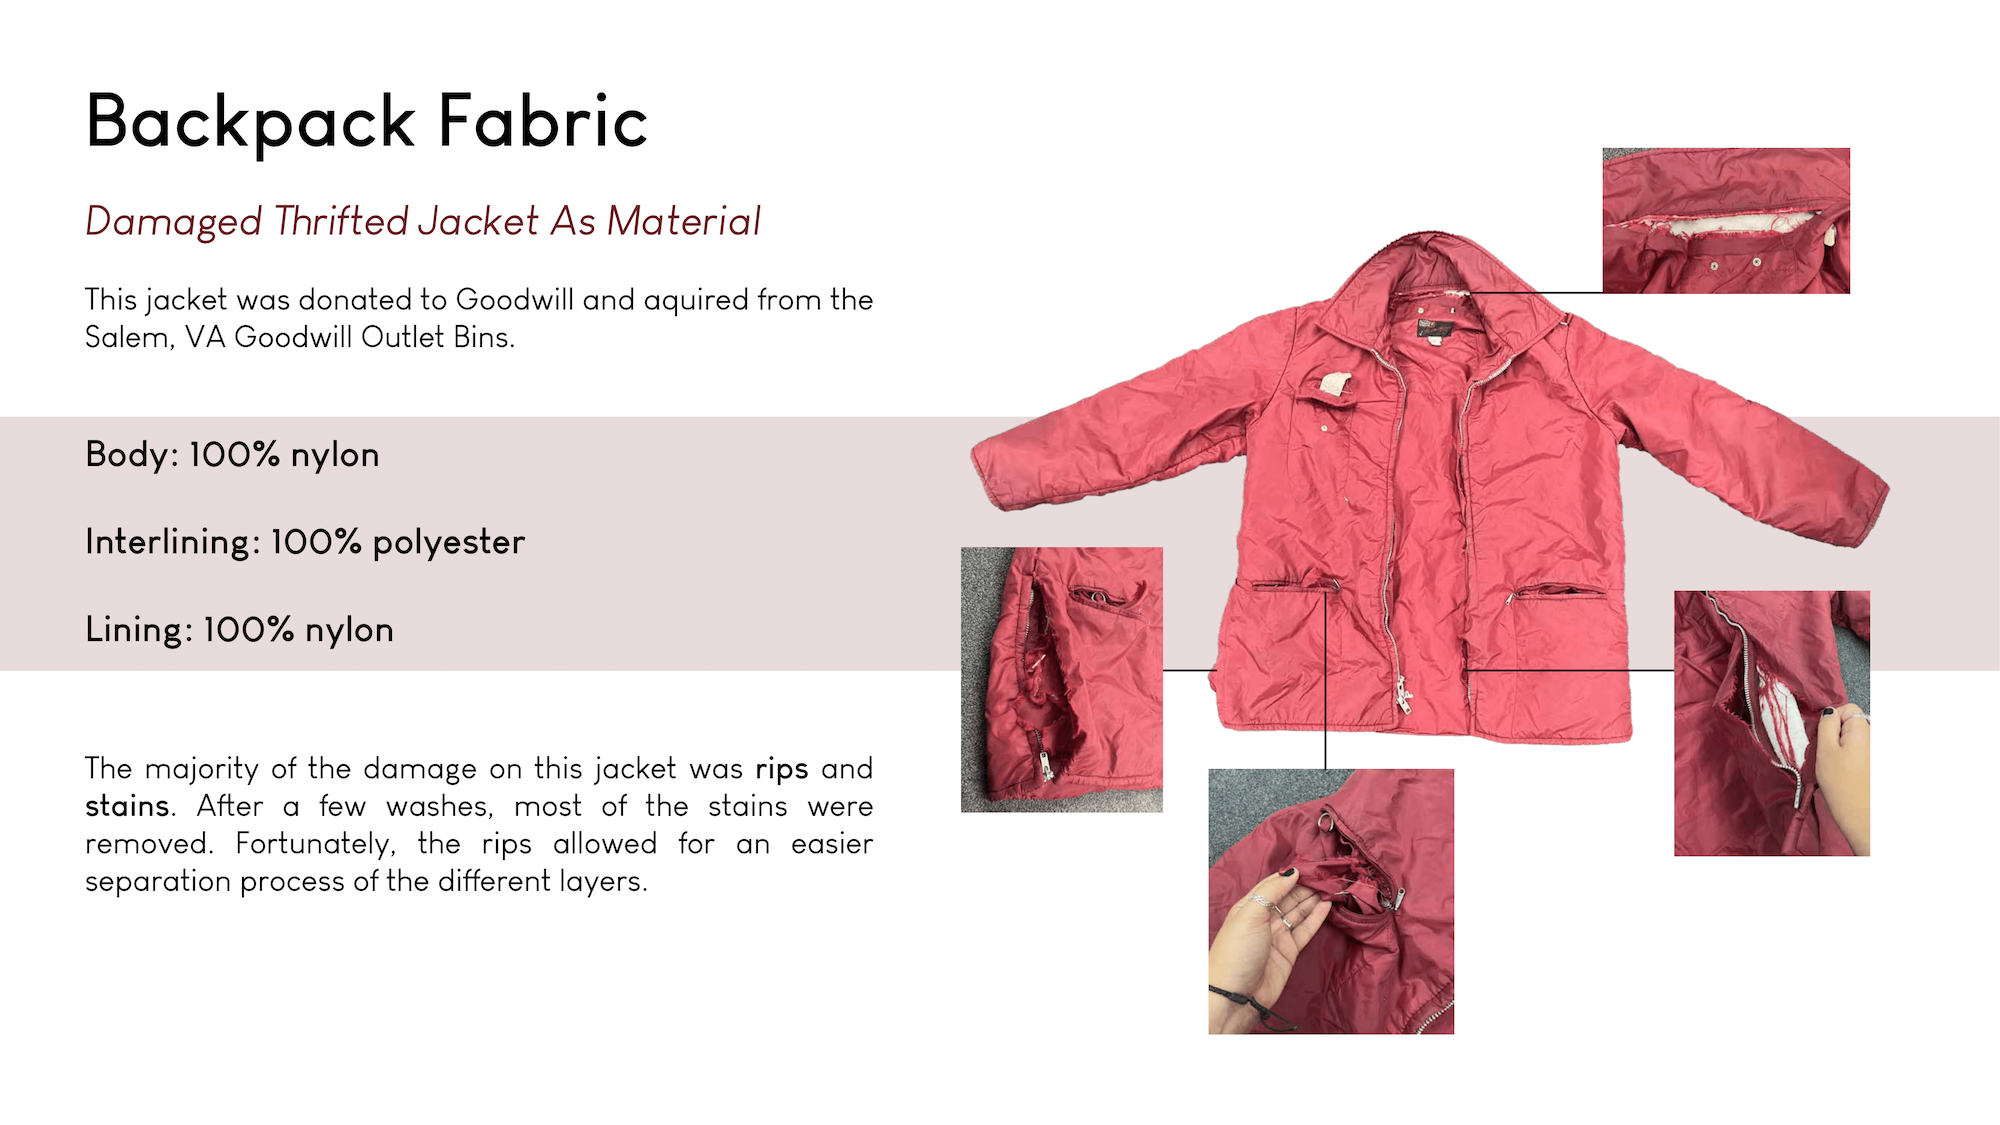 Backpack Fabric
Damaged Thrifted Jacket As Material
This jacket was donated to Goodwill and aquired from the
Salem, VA Goodwill Outlet Bins.
Body: 100% nylon
Interlining: 100% polyester
Lining: 100% nylon
The majority of the damage on this jacket was rips and
stains. After a few washes, most of the stains were
removed. Fortunately, the rips allowed for an easier
separation process of the different layers.